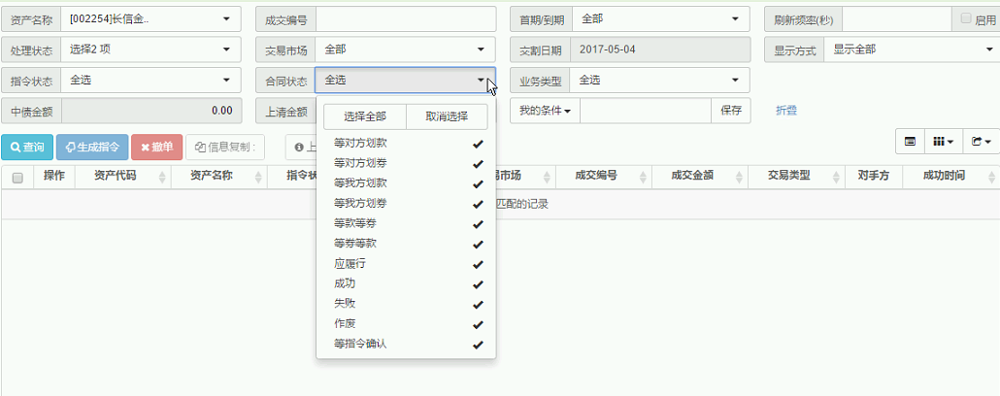 资产名称 [002254]长信金.. 成交编号 首期/到期 全部 刷新频率(秒) 启用
处理状态 选择2 项 交易市场 全部 交割日期 2017-05-04 显示方式 显示全部
指令状态 全选 合同状态 全选 业务类型 全选
中债金额 0.00 上清金额 我的条件 保存 折叠
选择全部 取消选择
查询 生成指令 撤单 信息复制: 上
等对方划款
等对方划券
操作 资产代码 资产名称 指令状 易市场 成交编号 成交金额 交易类型 对手方 成功时间
等我方划款
等我方划券 匹配的记录
等款等券
等券等款
应履行
成功
失败
作废
等指令确认